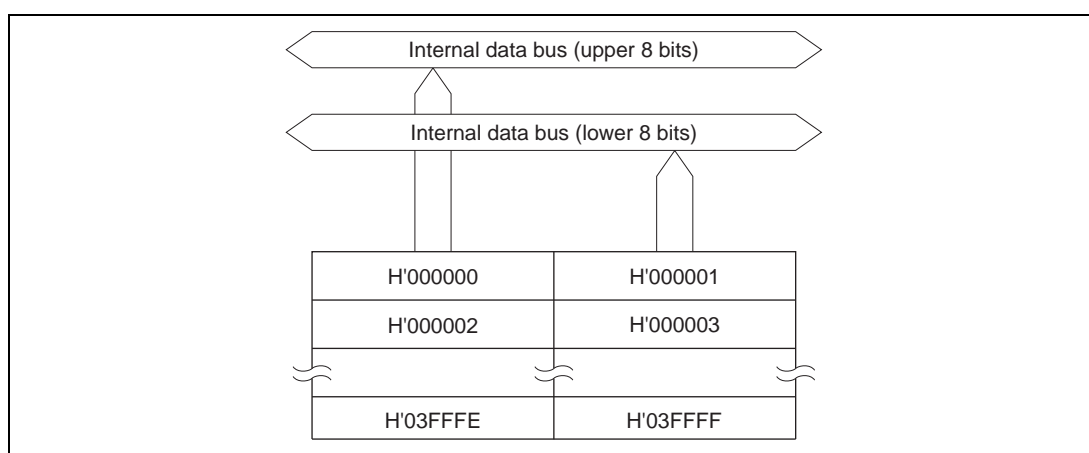 Internal data bus (upper 8 bits)
Internal data bus (lower 8 bits)
H'000000 H'000001
H'000002 H'000003
H'03FFFE H'03FFFF